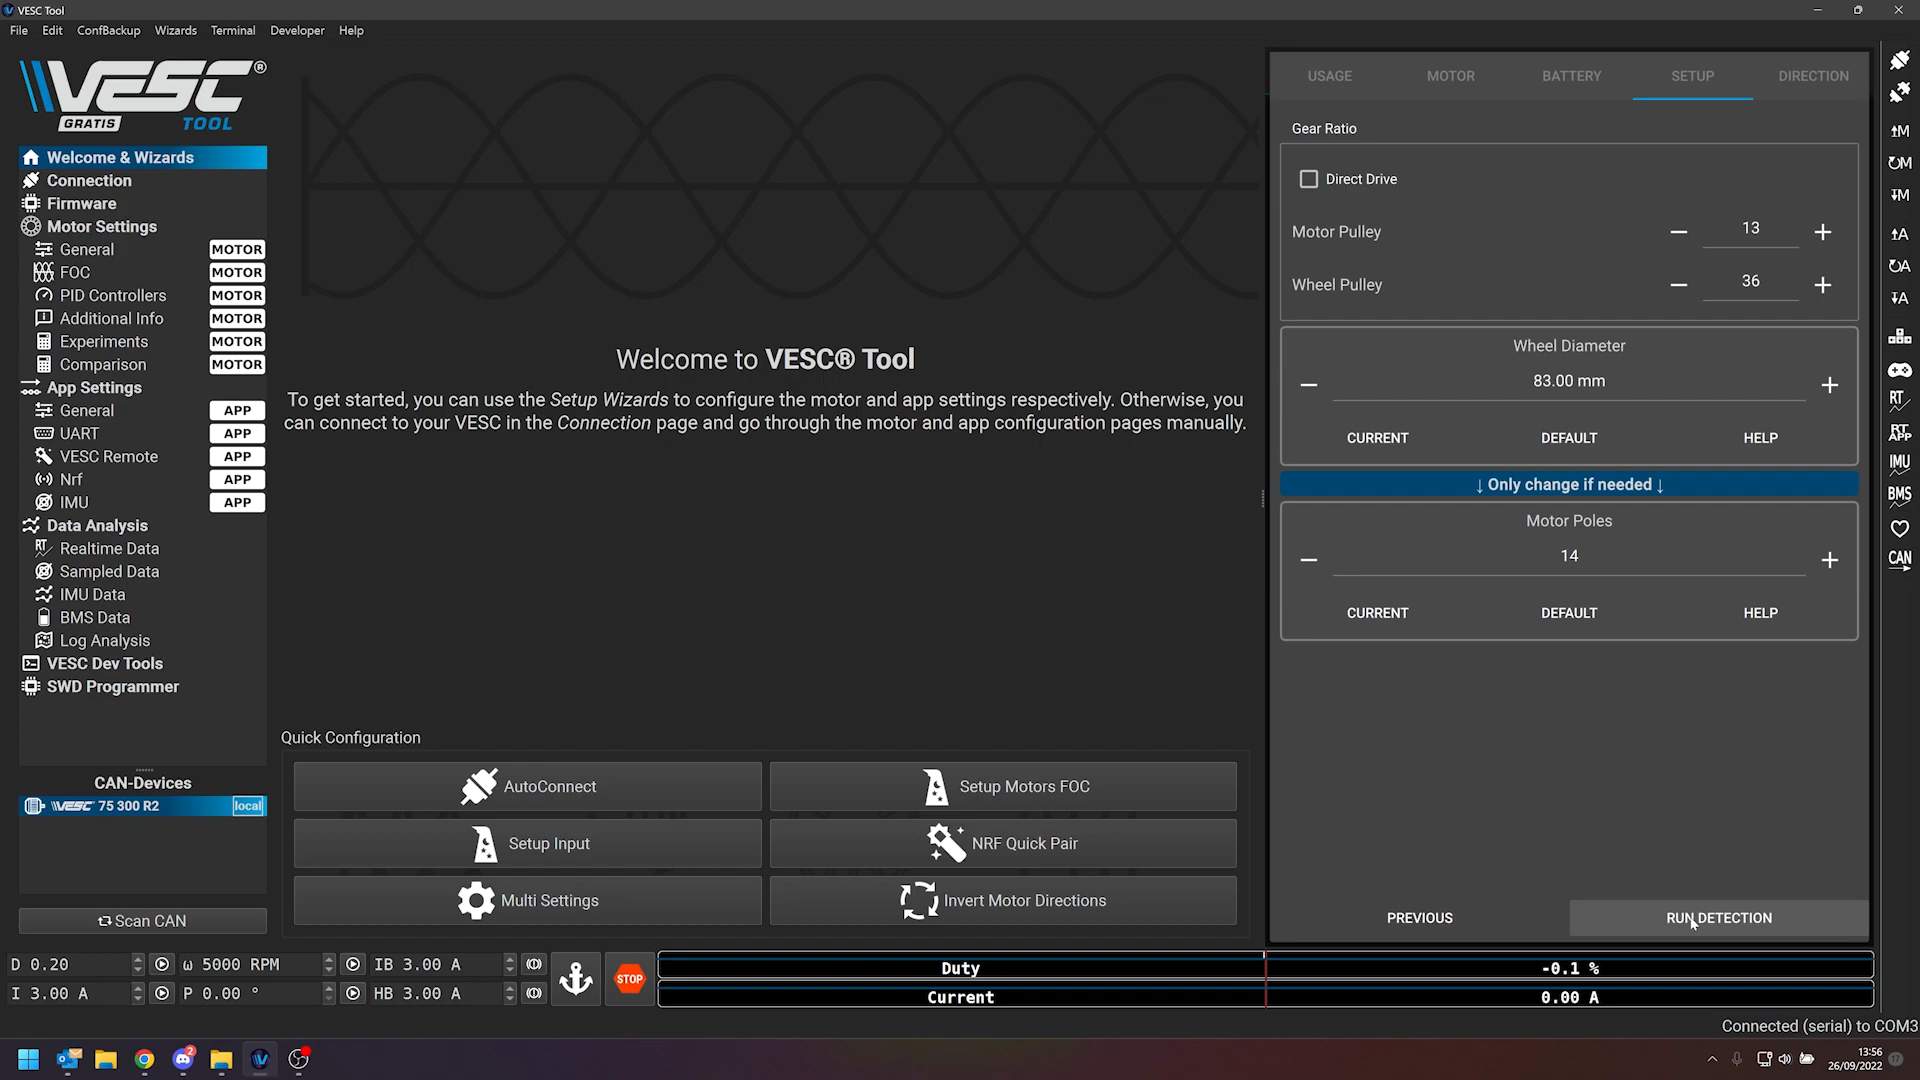 VESC Tool
File Edit ConfBackup Wizards Terminal Developer Help
VESC®
GRATIS TOOL
Welcome & Wizards
Connection
Firmware
Motor Settings
General MOTOR
FOC MOTOR
PID Controllers MOTOR
Additional Info MOTOR
Experiments MOTOR
Comparison MOTOR
App Settings
General APP
UART APP
VESC Remote APP
Nrf APP
IMU APP
Data Analysis
RT Realtime Data
Sampled Data
IMU Data
BMS Data
Log Analysis
VESC Dev Tools
SWD Programmer
CAN-Devices
VESC 75 300 R2 local
Scan CAN
Welcome to VESC® Tool
To get started, you can use the Setup Wizards to configure the motor and app settings respectively. Otherwise, you
can connect to your VESC in the Connection page and go through the motor and app configuration pages manually.
Quick Configuration
AutoConnect Setup Motors FOC
Setup Input NRF Quick Pair
Multi Settings Invert Motor Directions
USAGE MOTOR BATTERY SETUP DIRECTION
Gear Ratio
Direct Drive
Motor Pulley − 13 +
Wheel Pulley − 36 +
Wheel Diameter
− 83.00 mm +
CURRENT DEFAULT HELP
↓ Only change if needed ↓
Motor Poles
− 14 +
CURRENT DEFAULT HELP
PREVIOUS RUN DETECTION
↑M
↻M
↧M
↑A
↻A
↧A
RT
RT
APP
IMU
BMS
CAN
D 0.20 ω 5000 RPM IB 3.00 A
I 3.00 A P 0.00 ° HB 3.00 A
STOP
Duty -0.1 %
Current 0.00 A
Connected (serial) to COM3
2
13:56
26/09/2022
17